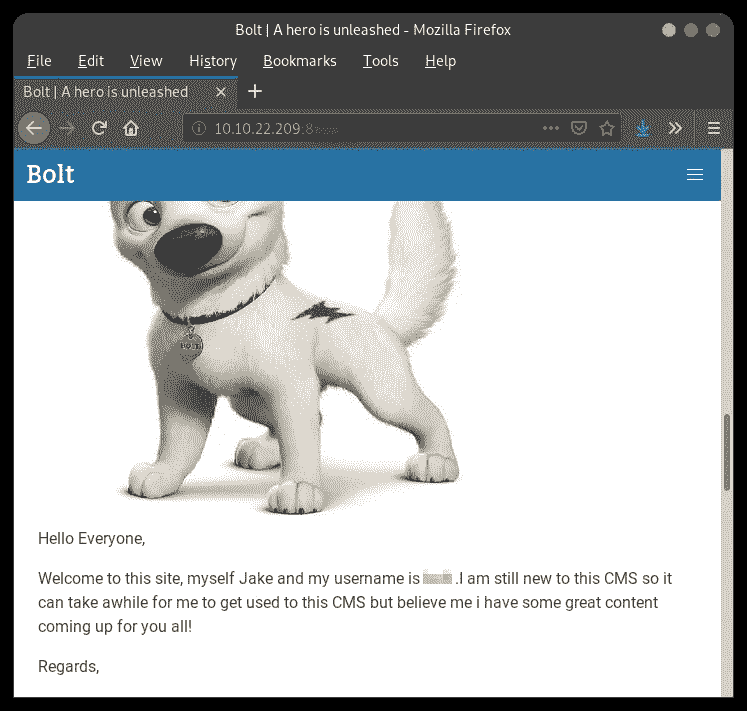 Bolt | A hero is unleashed - Mozilla Firefox
File Edit View History Bookmarks Tools Help
Bolt | A hero is unleashed
10.10.22.209:8
Bolt
BOLT
Hello Everyone,
Welcome to this site, myself Jake and my username is .I am still new to this CMS so it
can take awhile for me to get used to this CMS but believe me i have some great content
coming up for you all!
Regards,